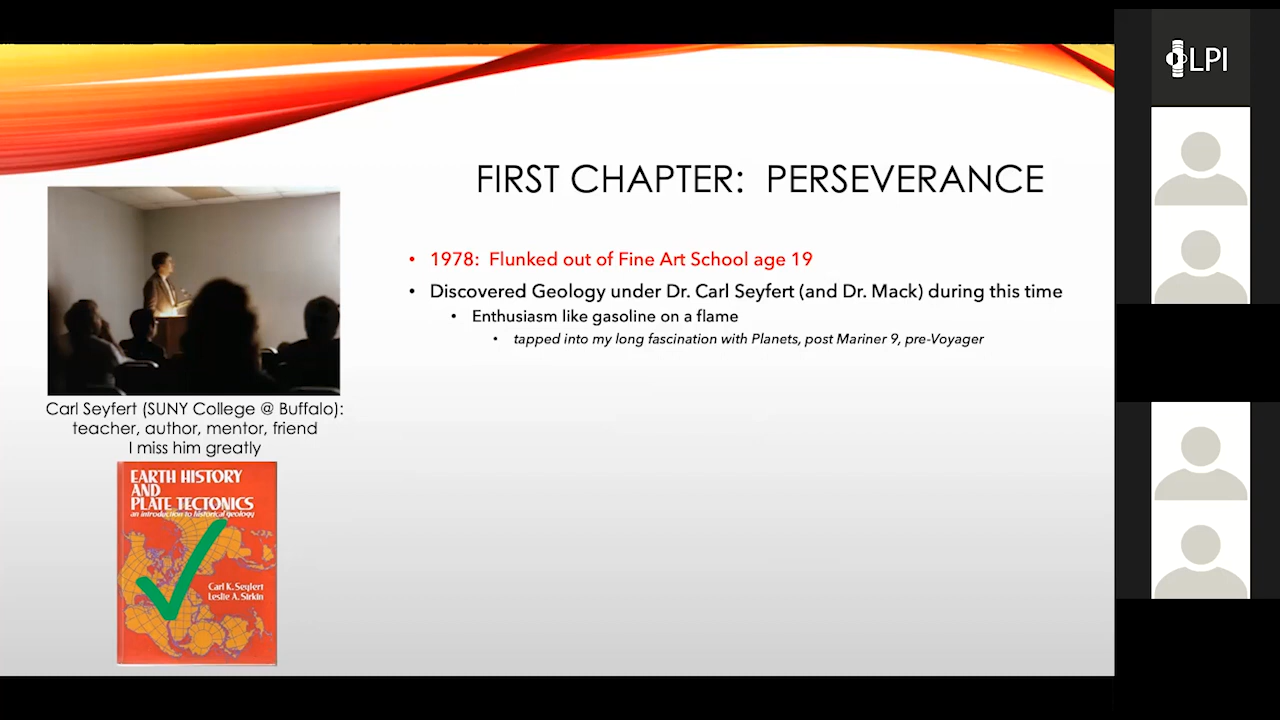 LPI
FIRST CHAPTER: PERSEVERANCE
• 1978: Flunked out of Fine Art School age 19
• Discovered Geology under Dr. Carl Seyfert (and Dr. Mack) during this time
• Enthusiasm like gasoline on a flame
• tapped into my long fascination with Planets, post Mariner 9, pre-Voyager
Carl Seyfert (SUNY College @ Buffalo):
teacher, author, mentor, friend
I miss him greatly
EARTH HISTORY
AND
PLATE TECTONICS
an introduction to historical geology
Carl K. Seyfert
Leslie A. Sirkin